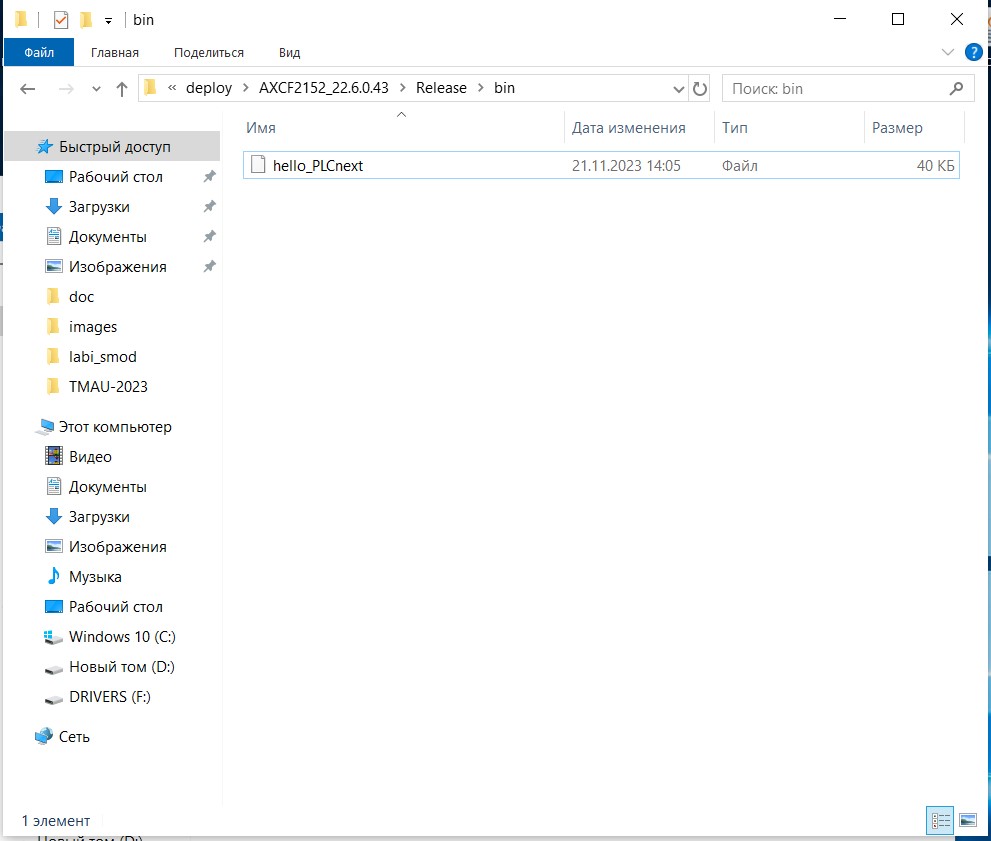 bin
Файл Главная Поделиться Вид
« deploy > AXCF2152_22.6.0.43 > Release > bin Поиск: bin
Имя Дата изменения Тип Размер
hello_PLCnext 21.11.2023 14:05 Файл 40 КБ
Быстрый доступ
Рабочий стол
Загрузки
Документы
Изображения
doc
images
labi_smod
TMAU-2023
Этот компьютер
Видео
Документы
Загрузки
Изображения
Музыка
Рабочий стол
Windows 10 (C:)
Новый том (D:)
DRIVERS (F:)
Сеть
1 элемент
Новый том (D:)